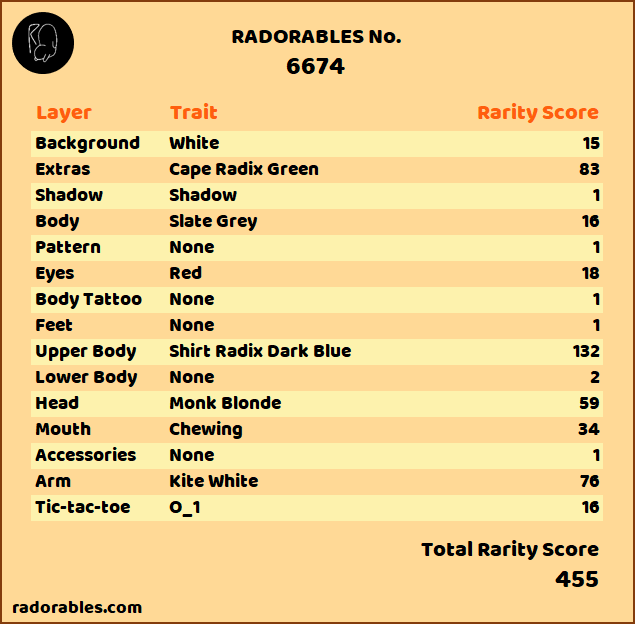 RADORABLES No.
6674
Layer Trait Rarity Score
Background White 15
Extras Cape Radix Green 83
Shadow Shadow 1
Body Slate Grey 16
Pattern None 1
Eyes Red 18
Body Tattoo None 1
Feet None 1
Upper Body Shirt Radix Dark Blue 132
Lower Body None 2
Head Monk Blonde 59
Mouth Chewing 34
Accessories None 1
Arm Kite White 76
Tic-tac-toe O_1 16
Total Rarity Score
455
radorables.com